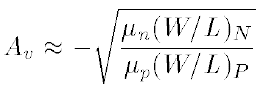 A_v ≈ -√(μ_n(W/L)_N / μ_p(W/L)_P)